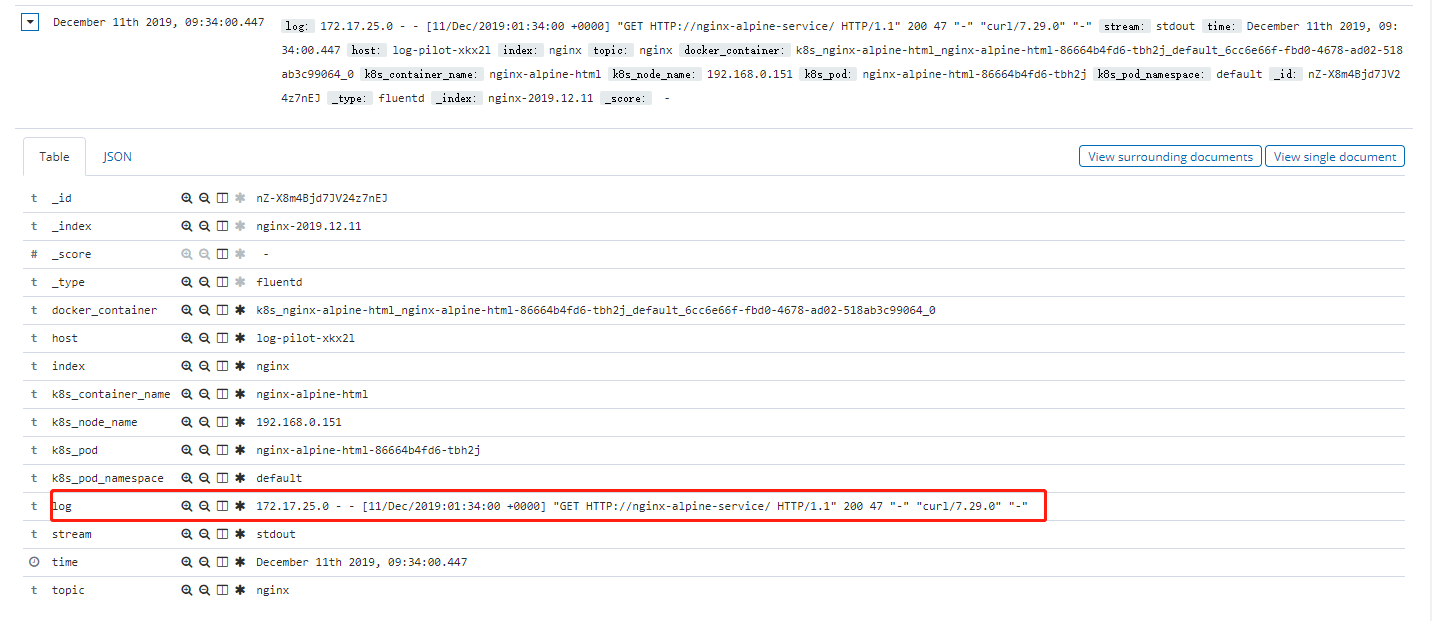 December 11th 2019, 09:34:00.447
log: 172.17.25.0 - - [11/Dec/2019:01:34:00 +0000] "GET HTTP://nginx-alpine-service/ HTTP/1.1" 200 47 "-" "curl/7.29.0" "-" stream: stdout time: December 11th 2019, 09:
34:00.447 host: log-pilot-xkx2l index: nginx topic: nginx docker_container: k8s_nginx-alpine-html_nginx-alpine-html-86664b4fd6-tbh2j_default_6cc6e66f-fbd0-4678-ad02-518
ab3c99064_0 k8s_container_name: nginx-alpine-html k8s_node_name: 192.168.0.151 k8s_pod: nginx-alpine-html-86664b4fd6-tbh2j k8s_pod_namespace: default _id: nZ-X8m4Bjd7JV2
4z7nEJ _type: fluentd _index: nginx-2019.12.11 _score: -
Table JSON View surrounding documents View single document
t _id nZ-X8m4Bjd7JV24z7nEJ
t _index nginx-2019.12.11
# _score -
t _type fluentd
t docker_container k8s_nginx-alpine-html_nginx-alpine-html-86664b4fd6-tbh2j_default_6cc6e66f-fbd0-4678-ad02-518ab3c99064_0
t host log-pilot-xkx2l
t index nginx
t k8s_container_name nginx-alpine-html
t k8s_node_name 192.168.0.151
t k8s_pod nginx-alpine-html-86664b4fd6-tbh2j
t k8s_pod_namespace default
t log 172.17.25.0 - - [11/Dec/2019:01:34:00 +0000] "GET HTTP://nginx-alpine-service/ HTTP/1.1" 200 47 "-" "curl/7.29.0" "-"
t stream stdout
time December 11th 2019, 09:34:00.447
t topic nginx